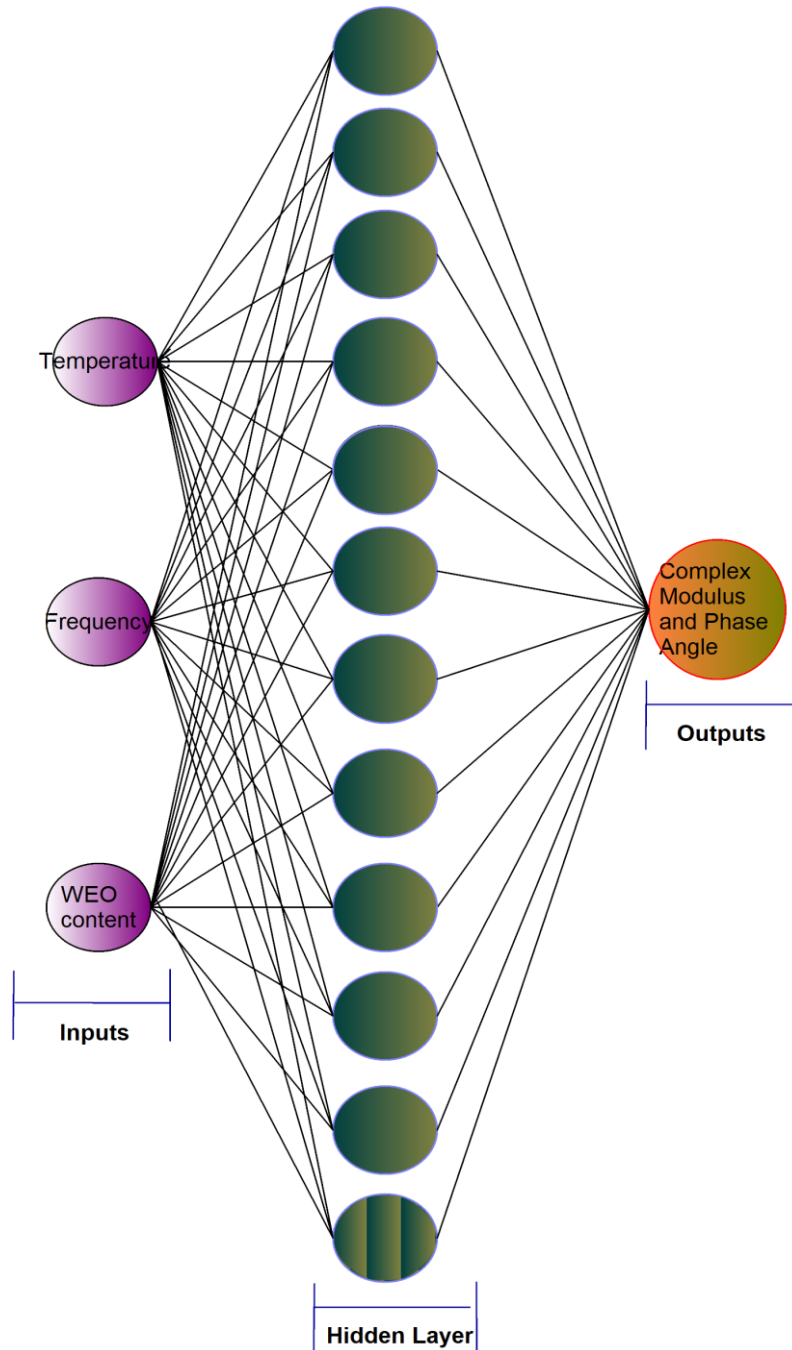 Temperature
Frequency
WEO
content
Inputs
Complex
Modulus
and Phase
Angle
Outputs
Hidden Layer